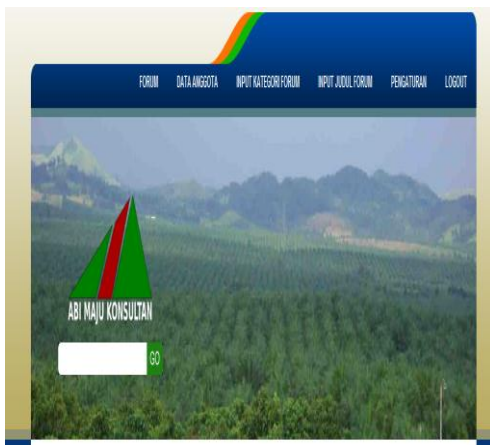 FORUM DATA ANGGOTA INPUT KATEGORI FORUM INPUT JUDUL FORUM PENGATURAN LOGOUT
ABI MAJU KONSULTAN
GO